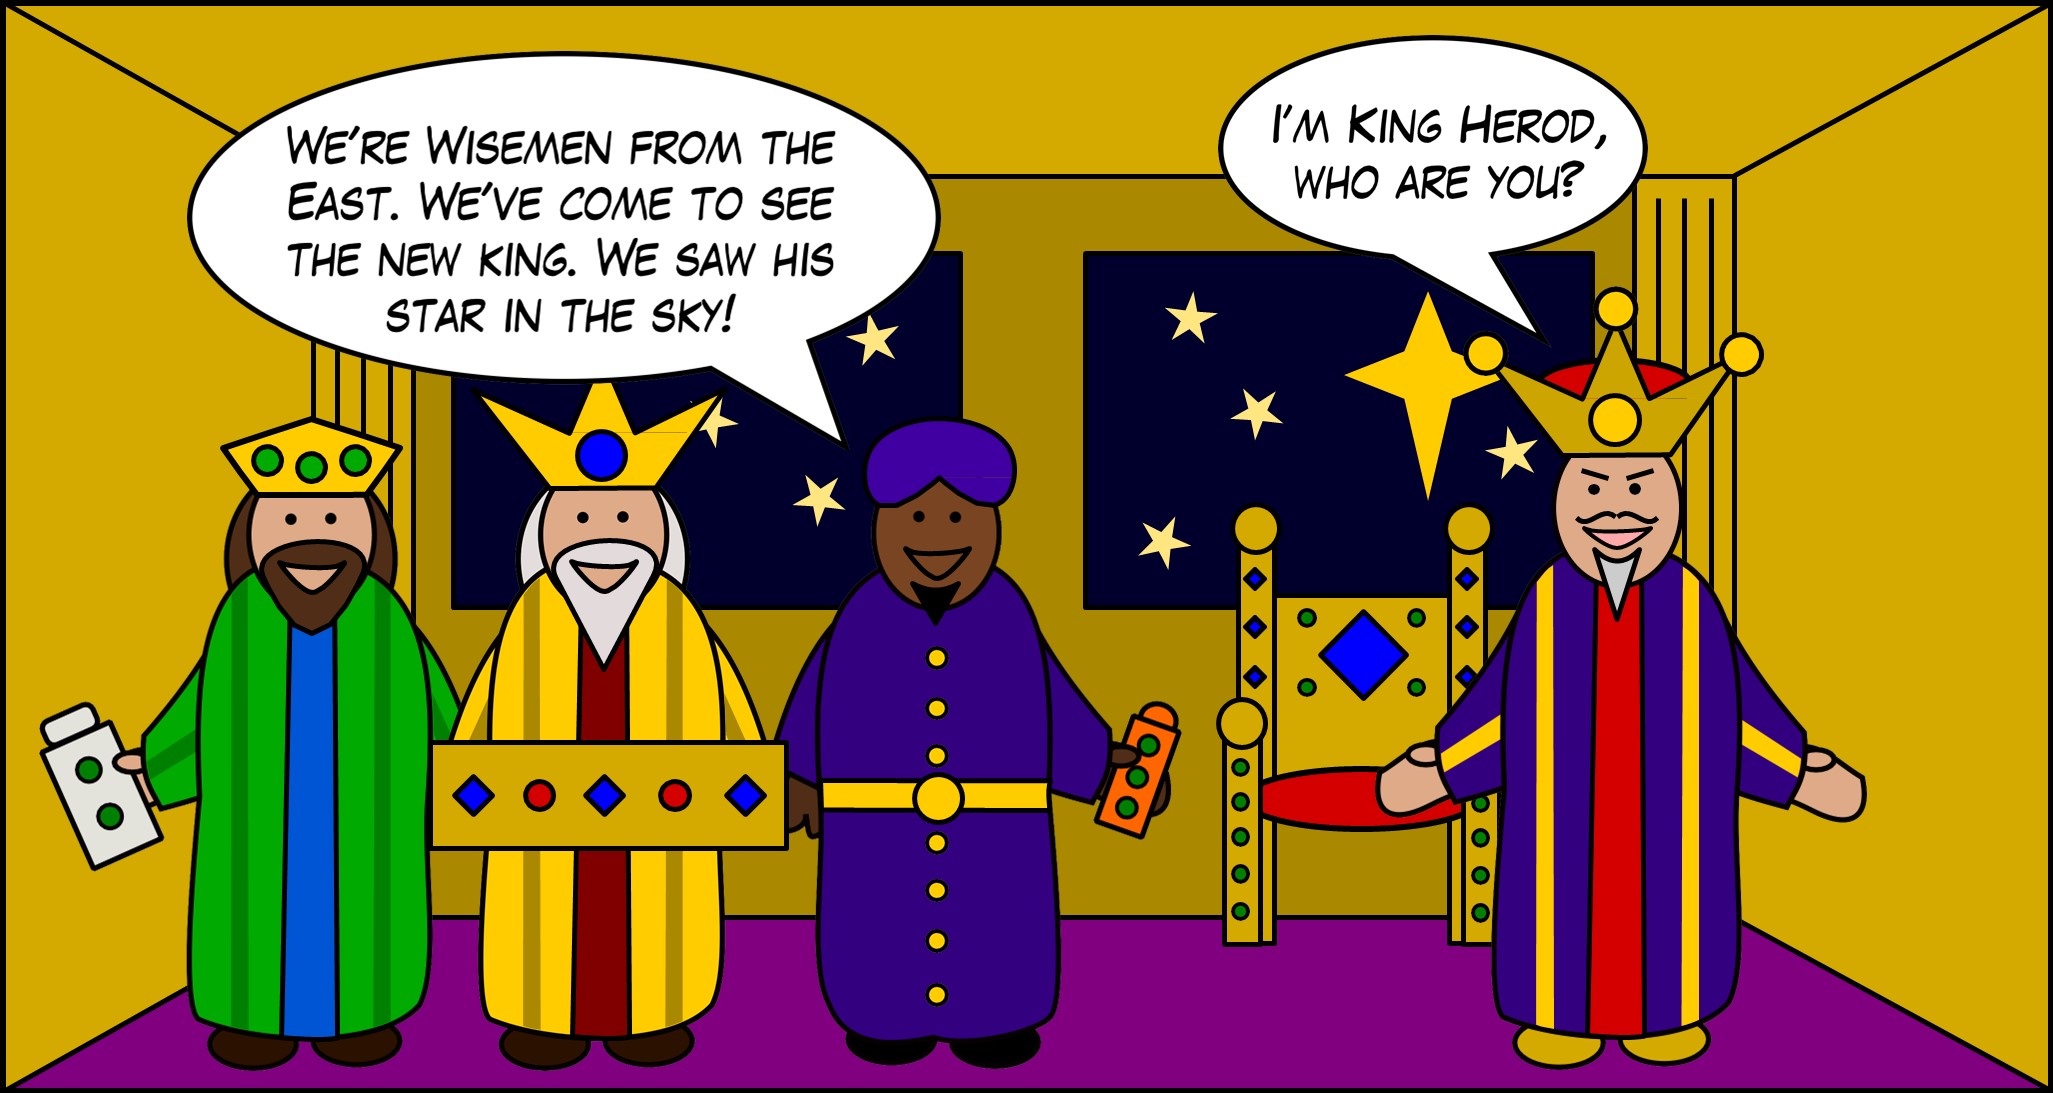 We're Wisemen from the
East. We've come to see
the new king. We saw his
star in the sky!
I'm King Herod,
who are you?